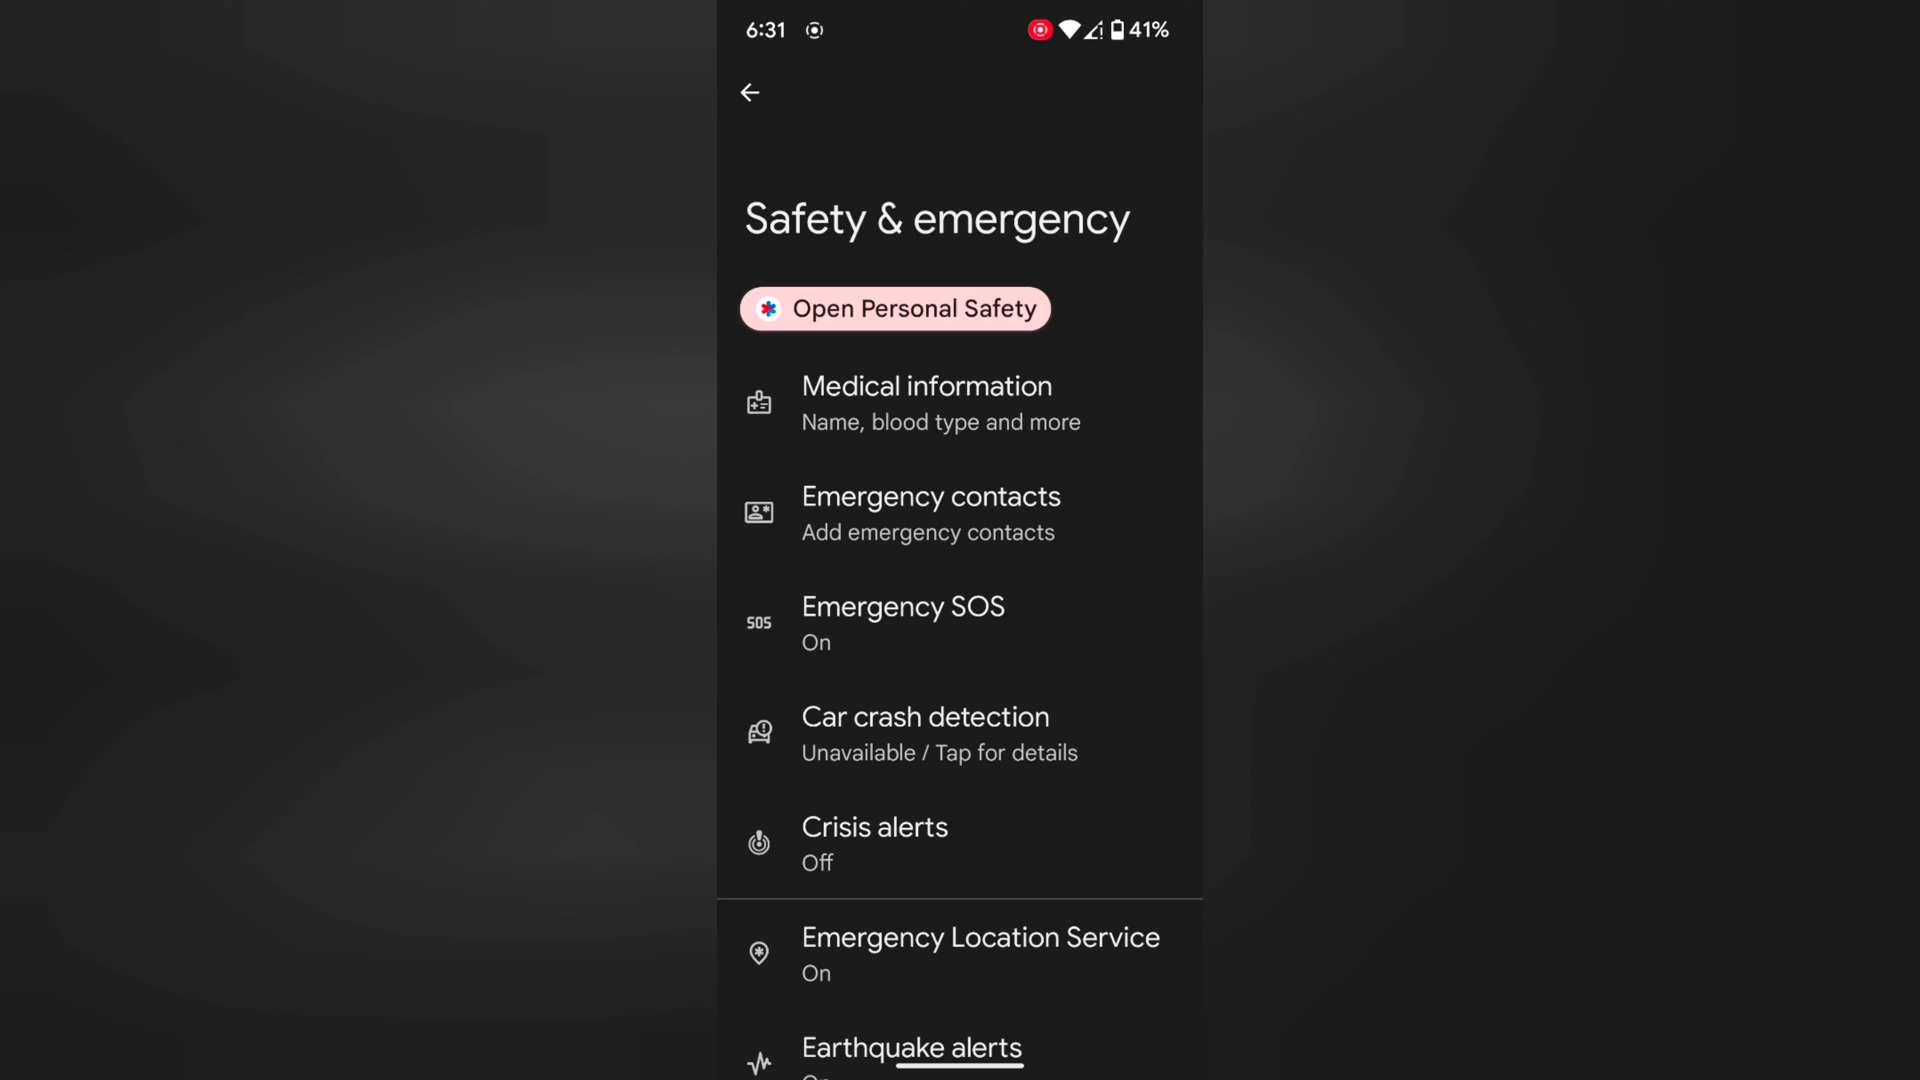 6:31 41%
Safety & emergency
Open Personal Safety
Medical information
Name, blood type and more
Emergency contacts
Add emergency contacts
SOS
Emergency SOS
On
Car crash detection
Unavailable / Tap for details
Crisis alerts
Off
Emergency Location Service
On
Earthquake alerts